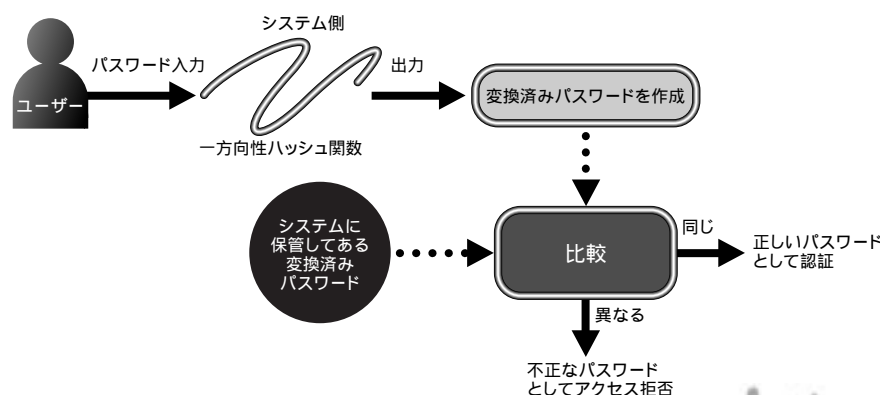 システム側
パスワード入力
出力
ユーザー
変換済みパスワードを作成
一方向性ハッシュ関数
システムに
保管してある
変換済み
パスワード
比較
同じ
正しいパスワード
として認証
異なる
不正なパスワード
としてアクセス拒否